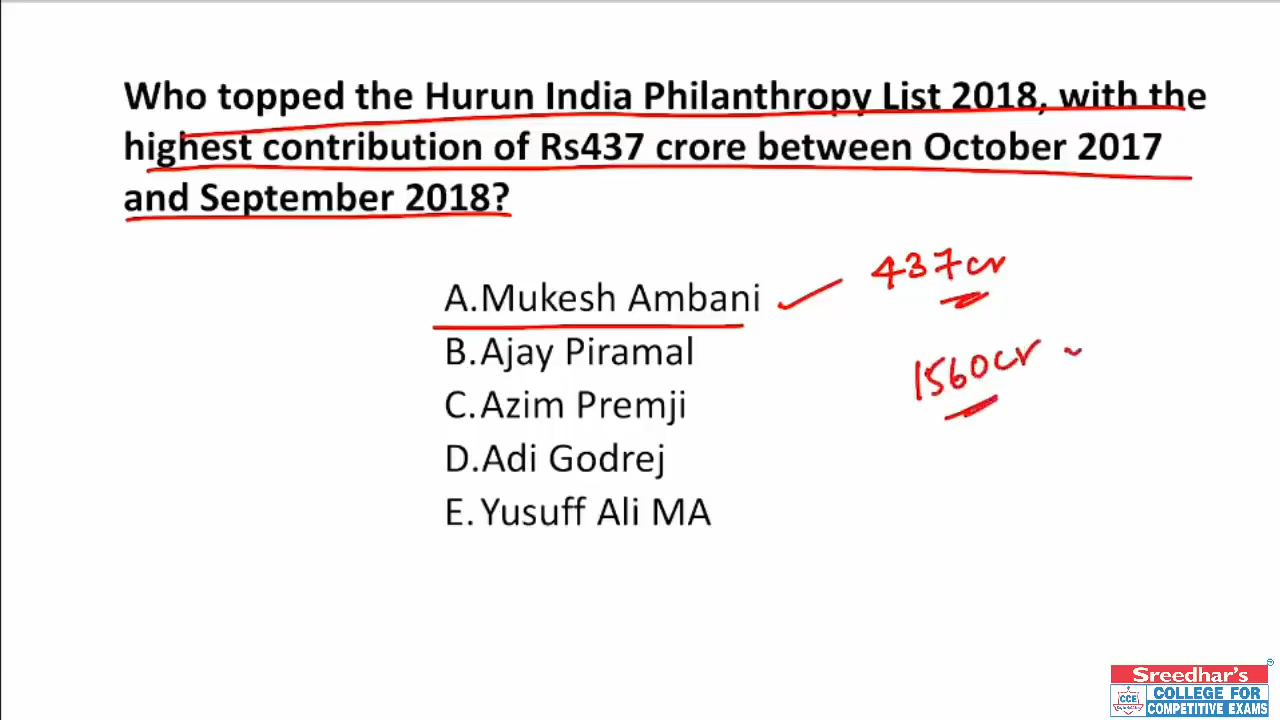 Who topped the Hurun India Philanthropy List 2018, with the
highest contribution of Rs437 crore between October 2017
and September 2018?
A.Mukesh Ambani
437cr
B.Ajay Piramal
1560cr
C.Azim Premji
D.Adi Godrej
E.Yusuff Ali MA
Sreedhar's
CCE
COLLEGE FOR
COMPETITIVE EXAMS